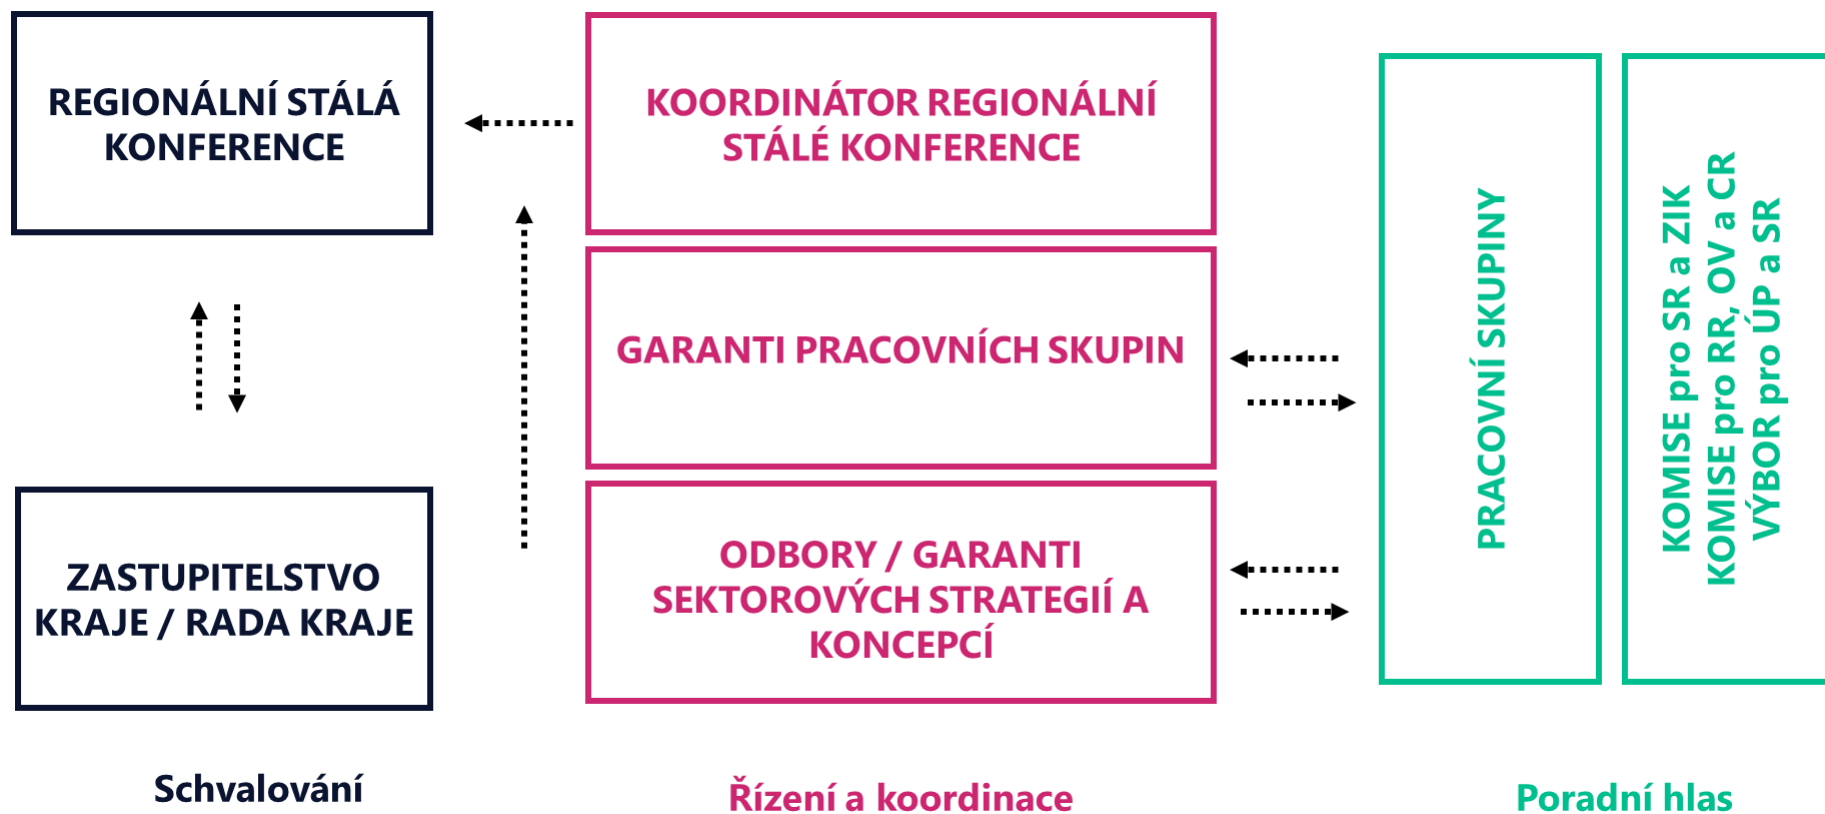 REGIONÁLNÍ STÁLÁ
KONFERENCE
ZASTUPITELSTVO
KRAJE / RADA KRAJE
Schvalování
KOORDINÁTOR REGIONÁLNÍ
STÁLÉ KONFERENCE
GARANTI PRACOVNÍCH SKUPIN
ODBORY / GARANTI
SEKTOROVÝCH STRATEGIÍ A
KONCEPCÍ
Řízení a koordinace
PRACOVNÍ SKUPINY
KOMISE pro SR a ZIK
KOMISE pro RR, OV a CR
VÝBOR pro ÚP a SR
Poradní hlas